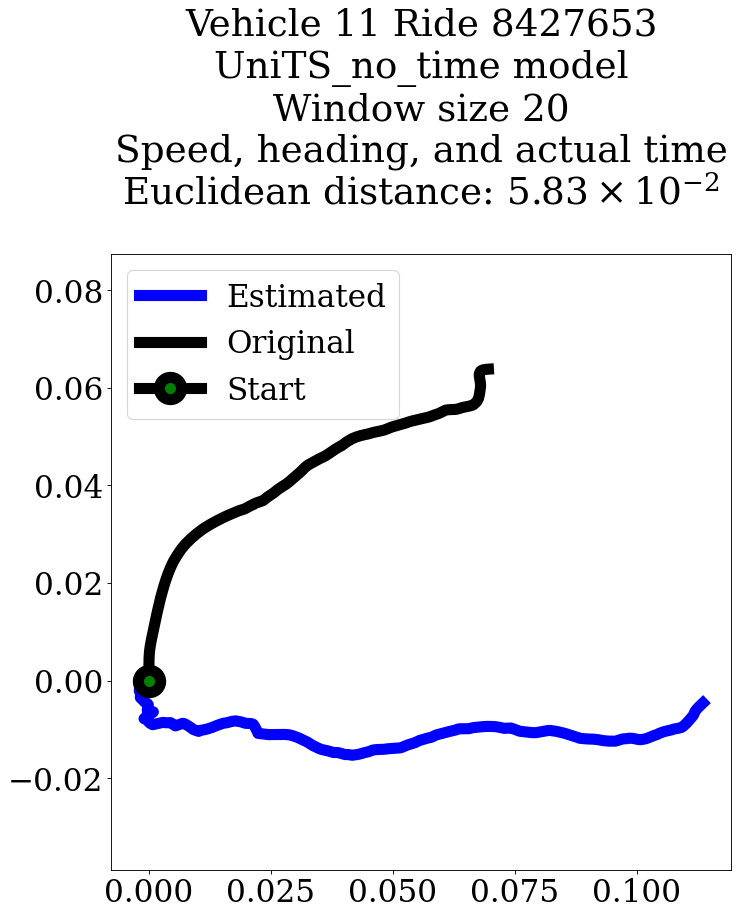 Vehicle 11 Ride 8427653
UniTS_no_time model
Window size 20
Speed, heading, and actual time
Euclidean distance: 5.83 × 10⁻²
Estimated
Original
Start
0.08
0.06
0.04
0.02
0.00
−0.02
0.000 0.025 0.050 0.075 0.100